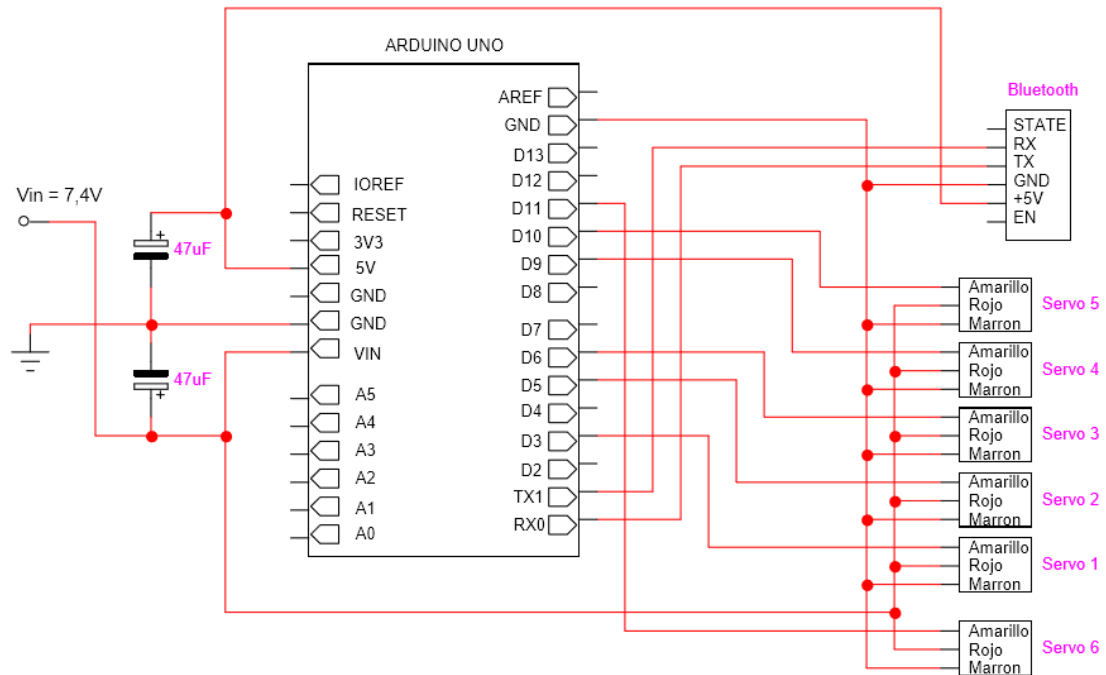 ARDUINO UNO
Vin = 7,4V
+
47uF
47uF
+
IOREF
RESET
3V3
5V
GND
GND
VIN
A5
A4
A3
A2
A1
A0
AREF
GND
D13
D12
D11
D10
D9
D8
D7
D6
D5
D4
D3
D2
TX1
RX0
Bluetooth
STATE
RX
TX
GND
+5V
EN
Amarillo
Rojo
Marron
Servo 5
Amarillo
Rojo
Marron
Servo 4
Amarillo
Rojo
Marron
Servo 3
Amarillo
Rojo
Marron
Servo 2
Amarillo
Rojo
Marron
Servo 1
Amarillo
Rojo
Marron
Servo 6